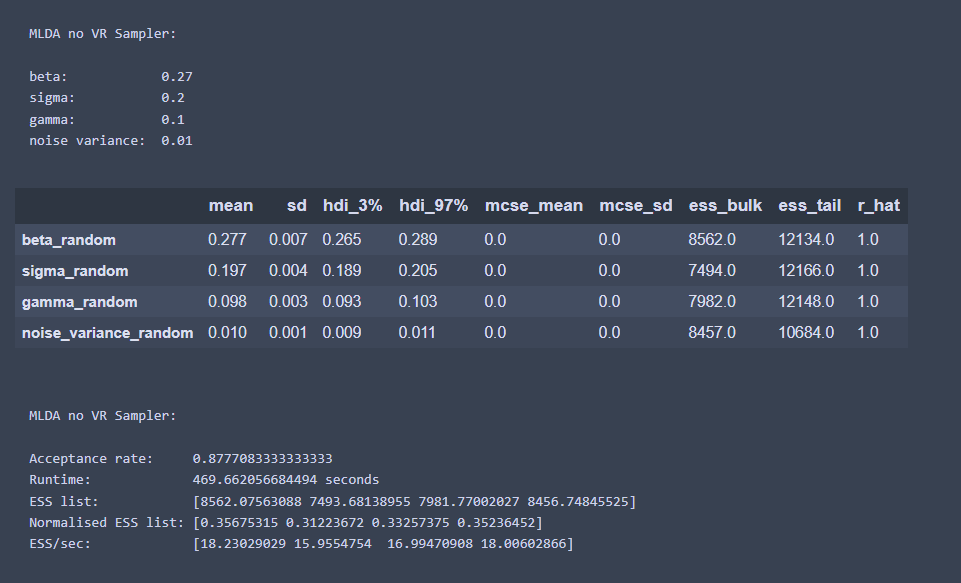 MLDA no VR Sampler:
beta: 0.27
sigma: 0.2
gamma: 0.1
noise variance: 0.01
mean sd hdi_3% hdi_97% mcse_mean mcse_sd ess_bulk ess_tail r_hat
beta_random 0.277 0.007 0.265 0.289 0.0 0.0 8562.0 12134.0 1.0
sigma_random 0.197 0.004 0.189 0.205 0.0 0.0 7494.0 12166.0 1.0
gamma_random 0.098 0.003 0.093 0.103 0.0 0.0 7982.0 12148.0 1.0
noise_variance_random 0.010 0.001 0.009 0.011 0.0 0.0 8457.0 10684.0 1.0
MLDA no VR Sampler:
Acceptance rate: 0.8777083333333333
Runtime: 469.662056684494 seconds
ESS list: [8562.07563088 7493.68138955 7981.77002027 8456.74845525]
Normalised ESS list: [0.35675315 0.31223672 0.33257375 0.35236452]
ESS/sec: [18.23029029 15.9554754 16.99470908 18.00602866]